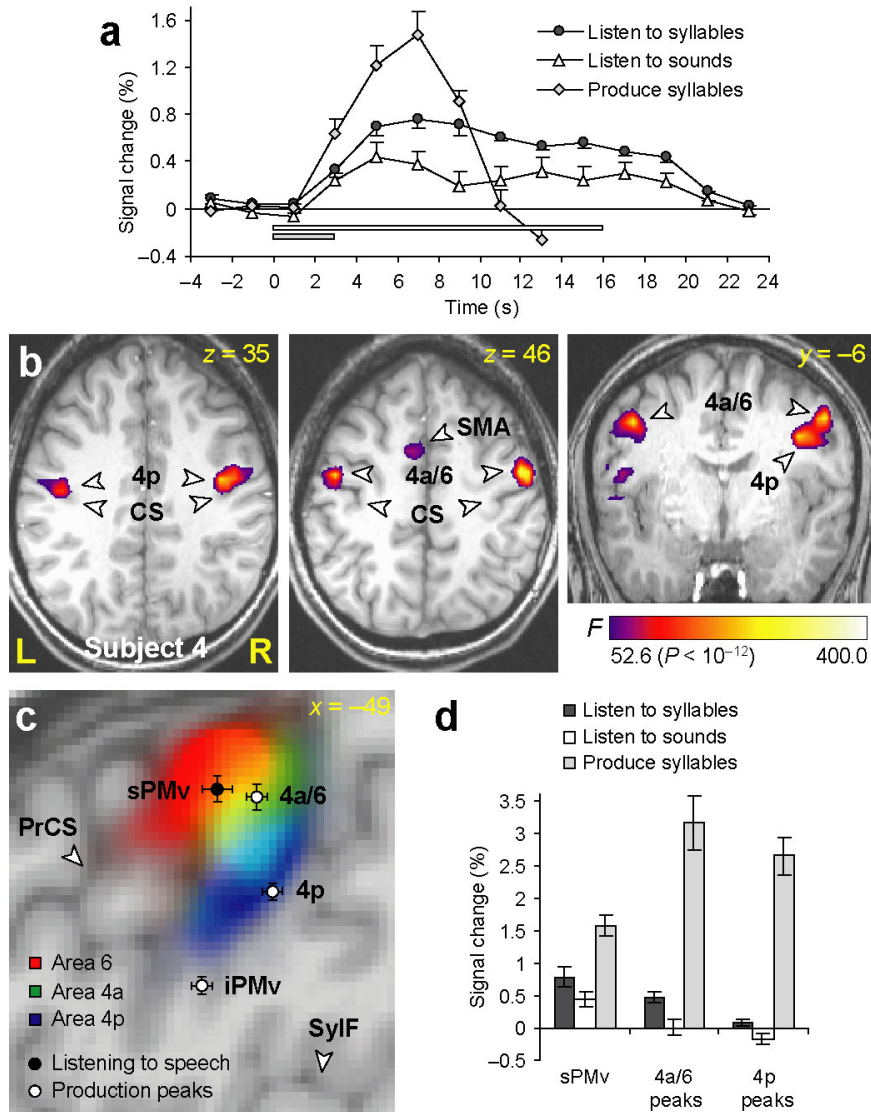 a
1.6
1.2
0.8
0.4
0
−0.4
Signal change (%)
Listen to syllables
Listen to sounds
Produce syllables
−4 −2 0 2 4 6 8 10 12 14 16 18 20 22 24
Time (s)
b
z = 35
4p
CS
L Subject 4 R
z = 46
SMA
4a/6
CS
y = −6
4a/6
4p
F
52.6 (P < 10−12) 400.0
c
x = −49
sPMv
4a/6
PrCS
4p
iPMv
SylF
Area 6
Area 4a
Area 4p
Listening to speech
Production peaks
d
Listen to syllables
Listen to sounds
Produce syllables
3.5
3
2.5
2
1.5
1
0.5
0
−0.5
Signal change (%)
sPMv 4a/6 4p
peaks peaks